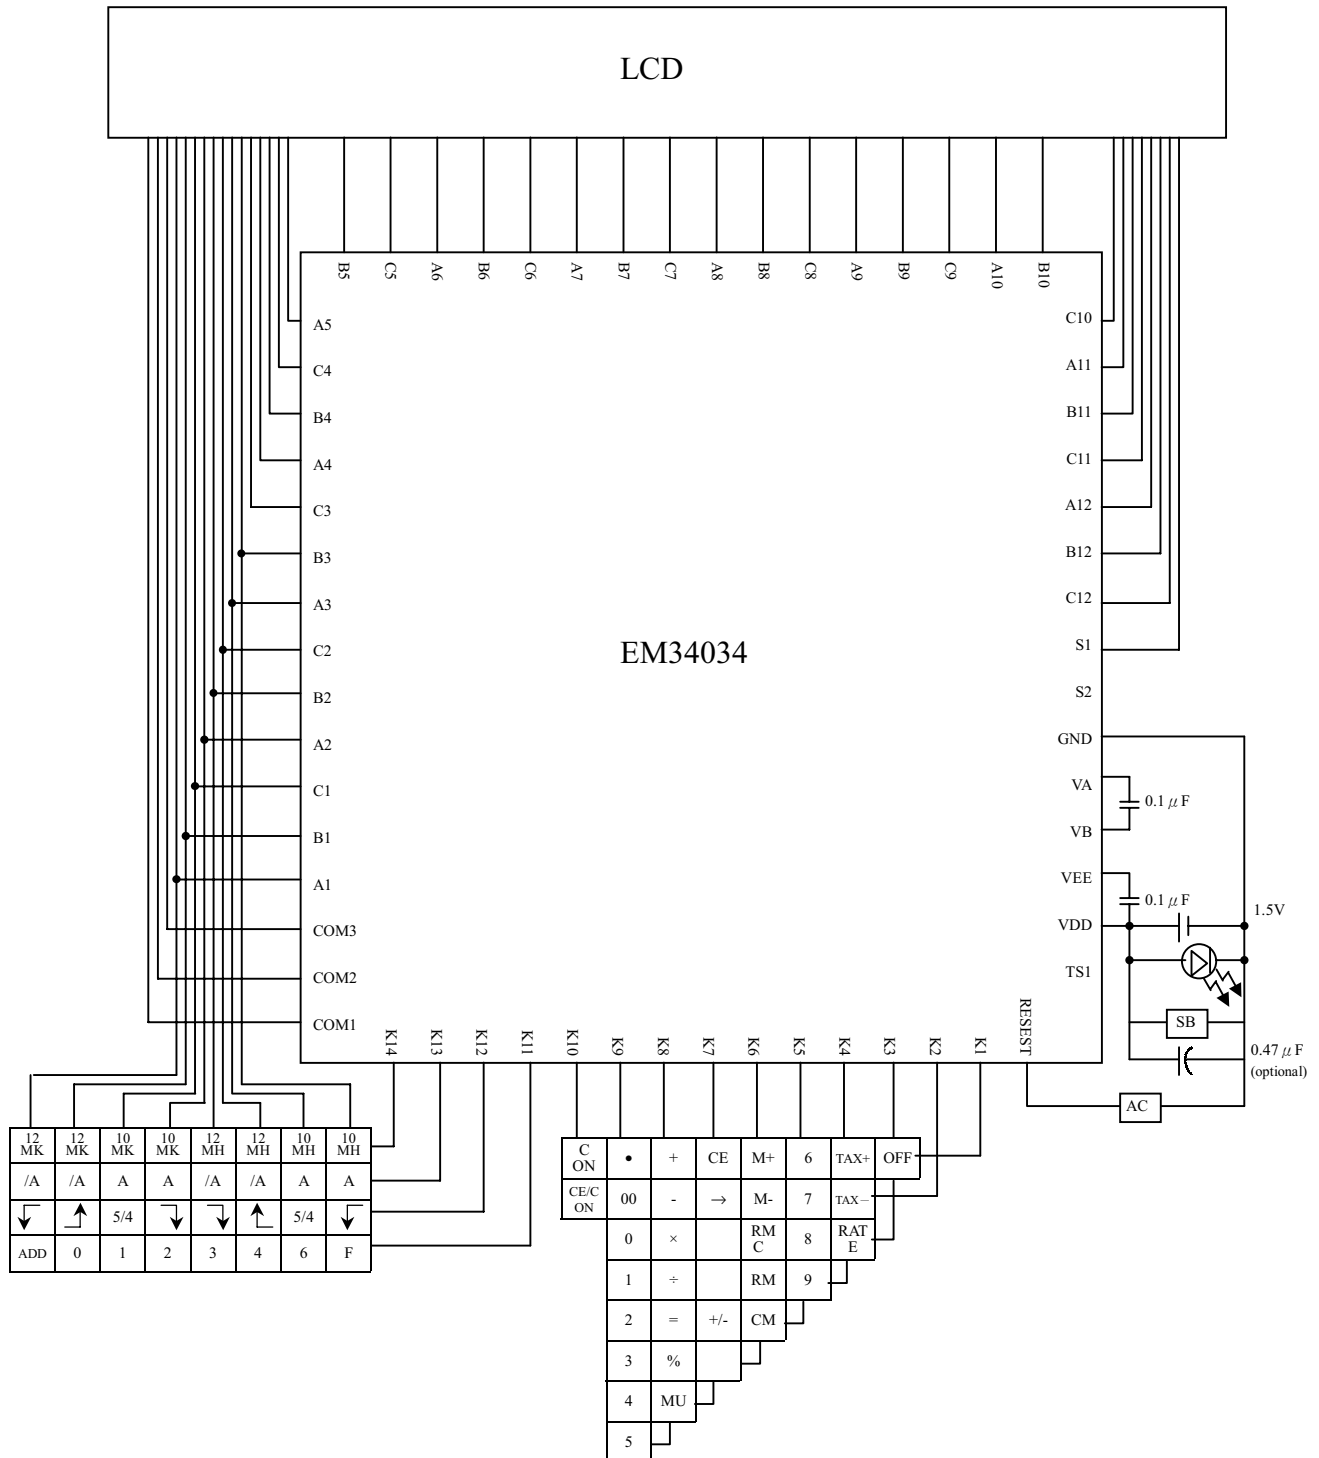 LCD
B5 C5 A6 B6 C6 A7 B7 C7 A8 B8 C8 A9 B9 C9 A10 B10
A5
C4
B4
A4
C3
B3
A3
C2
B2
A2
C1
B1
A1
COM3
COM2
COM1
EM34034
C10
A11
B11
C11
A12
B12
C12
S1
S2
GND
VA
0.1 μF
VB
VEE
0.1 μF
VDD
1.5V
TS1
SB
0.47 μF
(optional)
AC
K14 K13 K12 K11 K10 K9 K8 K7 K6 K5 K4 K3 K2 K1 RESEST
12 12 10 10 12 12 10 10
MK MK MK MK MH MH MH MH
/A /A A A /A /A A A
5/4 5/4
ADD 0 1 2 3 4 6 F
C
ON • + CE M+ 6 TAX+ OFF
CE/C
ON 00 - → M- 7 TAX−
0 × RM
C 8 RAT
E
1 ÷ RM 9
2 = +/- CM
3 %
4 MU
5